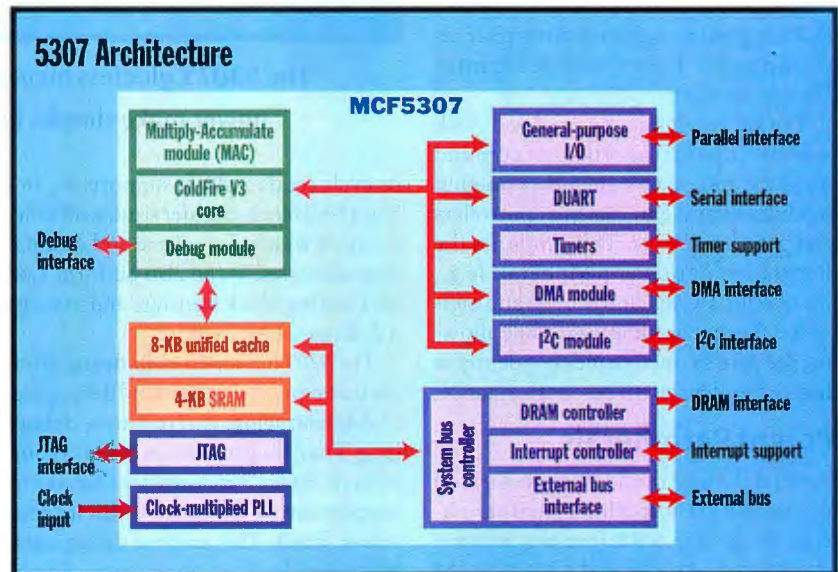 5307 Architecture
MCF5307
Multiply-Accumulate
module (MAC)
ColdFire V3
core
Debug module
Debug
interface
8-KB unified cache
4-KB SRAM
JTAG
interface
JTAG
Clock
input
Clock-multiplied PLL
General-purpose
I/O
Parallel interface
DUART
Serial interface
Timers
Timer support
DMA module
DMA interface
I²C module
I²C interface
System bus
controller
DRAM controller
DRAM interface
Interrupt controller
Interrupt support
External bus
interface
External bus